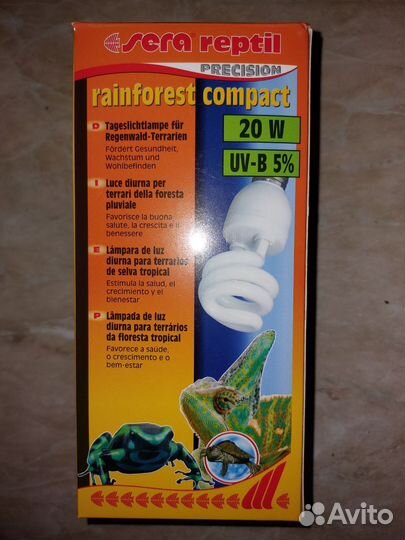 sera reptil
PRECISION
rainforest compact
20 W
UV-B 5%
D Tageslichtlampe für
Regenwald-Terrarien
Fördert Gesundheit,
Wachstum und
Wohlbefinden
I Luce diurna per
terrari della foresta
pluviale
Favorisce la buona
salute, la crescita e il
benessere
E Lámpara de luz
diurna para terrarios
de selva tropical
Estimula la salud, el
crecimiento y el
bienestar
P Lâmpada de luz
diurna para terrários
da floresta tropical
Favorece a saúde,
o crescimento e o
bem-estar
Avito